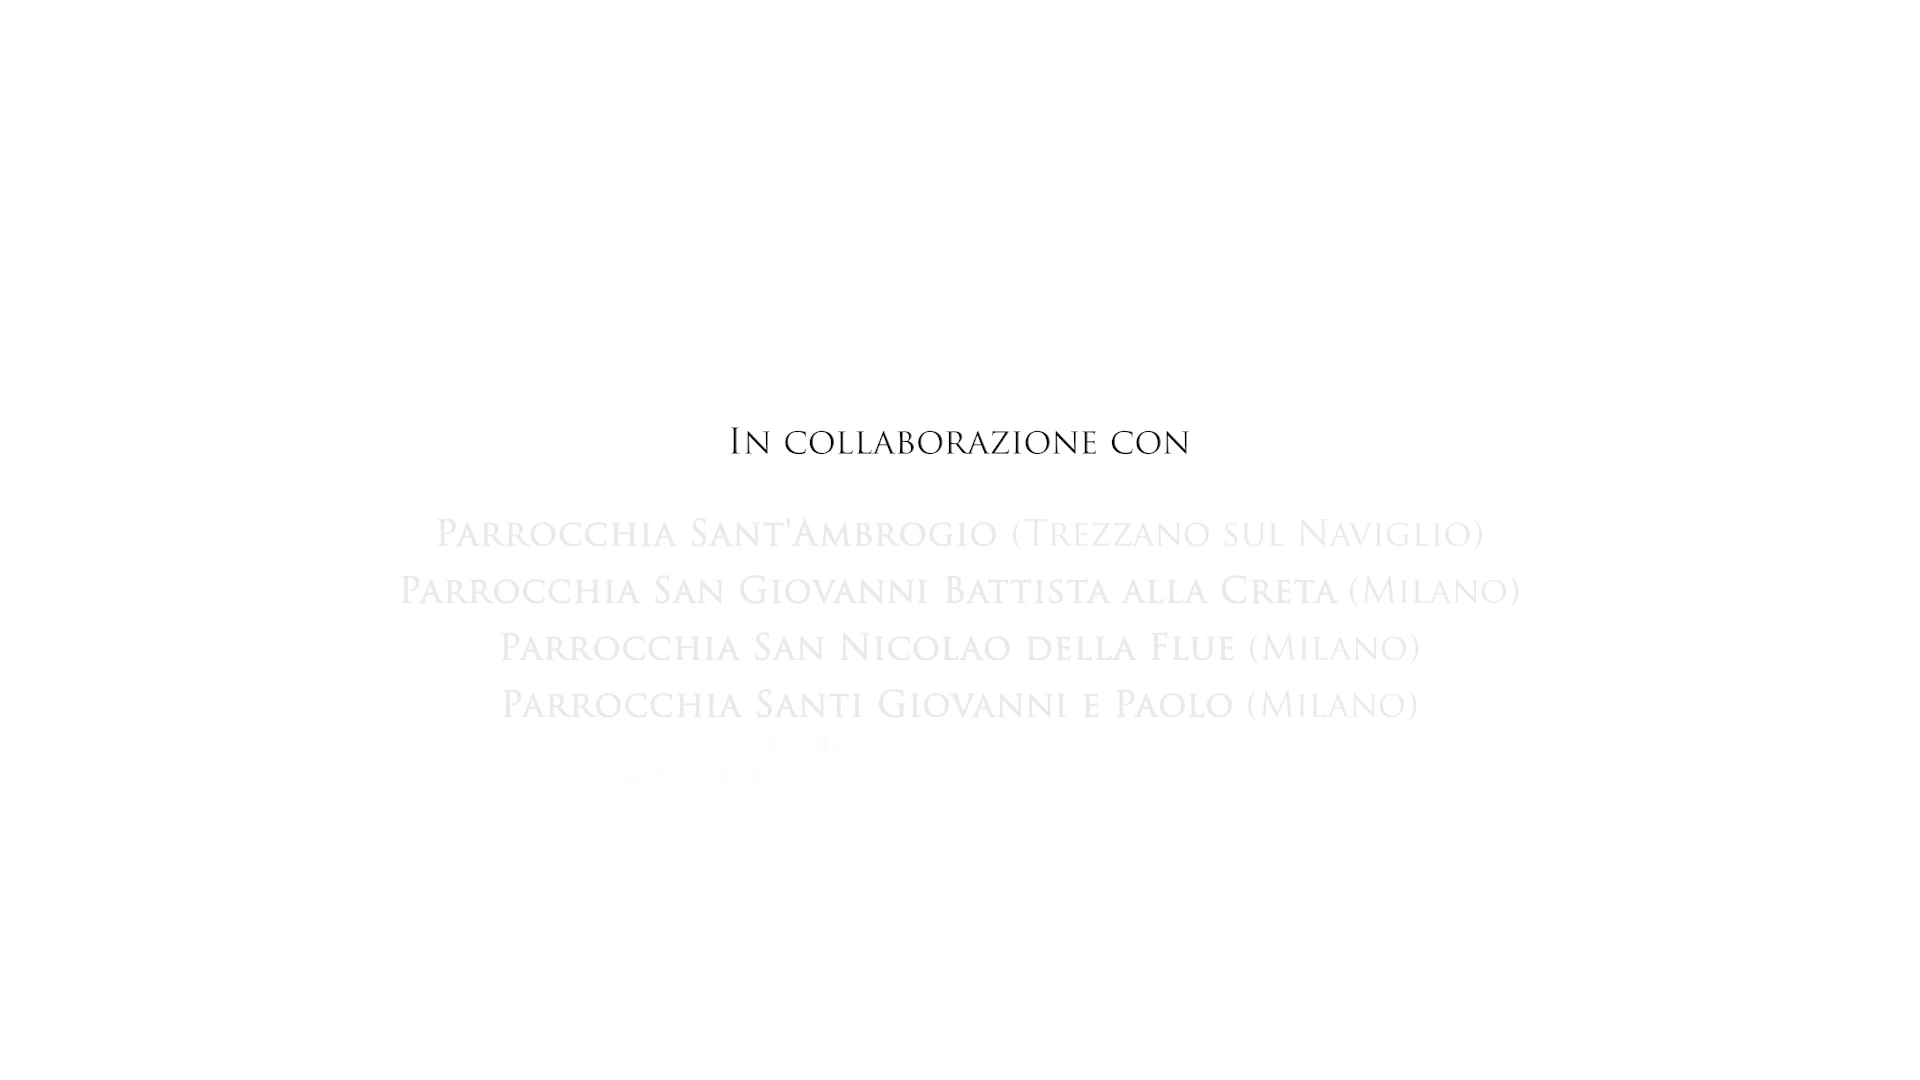 In collaborazione con
Parrocchia Sant'Ambrogio (Trezzano sul Naviglio)
Parrocchia San Giovanni Battista alla Creta (Milano)
Parrocchia San Nicolao della Flue (Milano)
Parrocchia Santi Giovanni e Paolo (Milano)